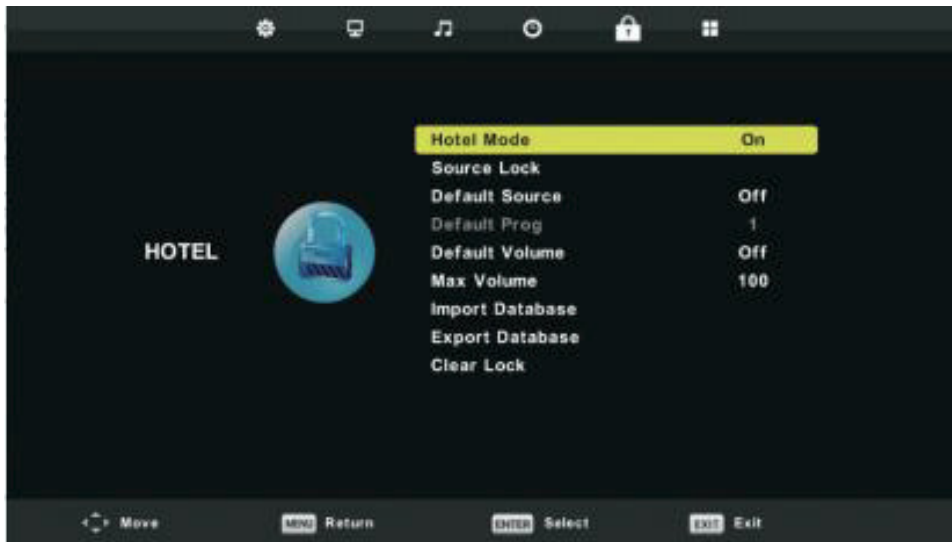 Hotel Mode On
Source Lock
Default Source Off
Default Prog 1
HOTEL
Default Volume Off
Max Volume 100
Import Database
Export Database
Clear Lock
Move MENU Return ENTER Select EXIT Exit